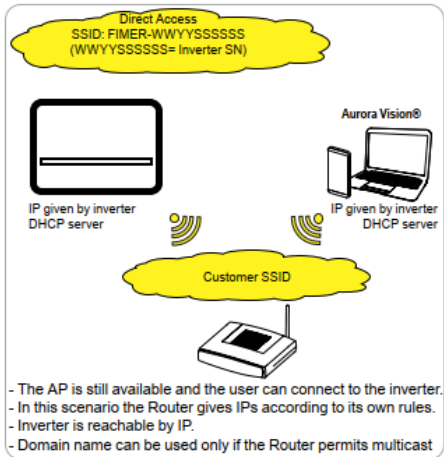 Direct Access
SSID: FIMER-WWYYSSSSSS
(WWYYSSSSSS= Inverter SN)
Aurora Vision®
IP given by inverter
DHCP server
IP given by inverter
DHCP server
Customer SSID
- The AP is still available and the user can connect to the inverter.
- In this scenario the Router gives IPs according to its own rules.
- Inverter is reachable by IP.
- Domain name can be used only if the Router permits multicast